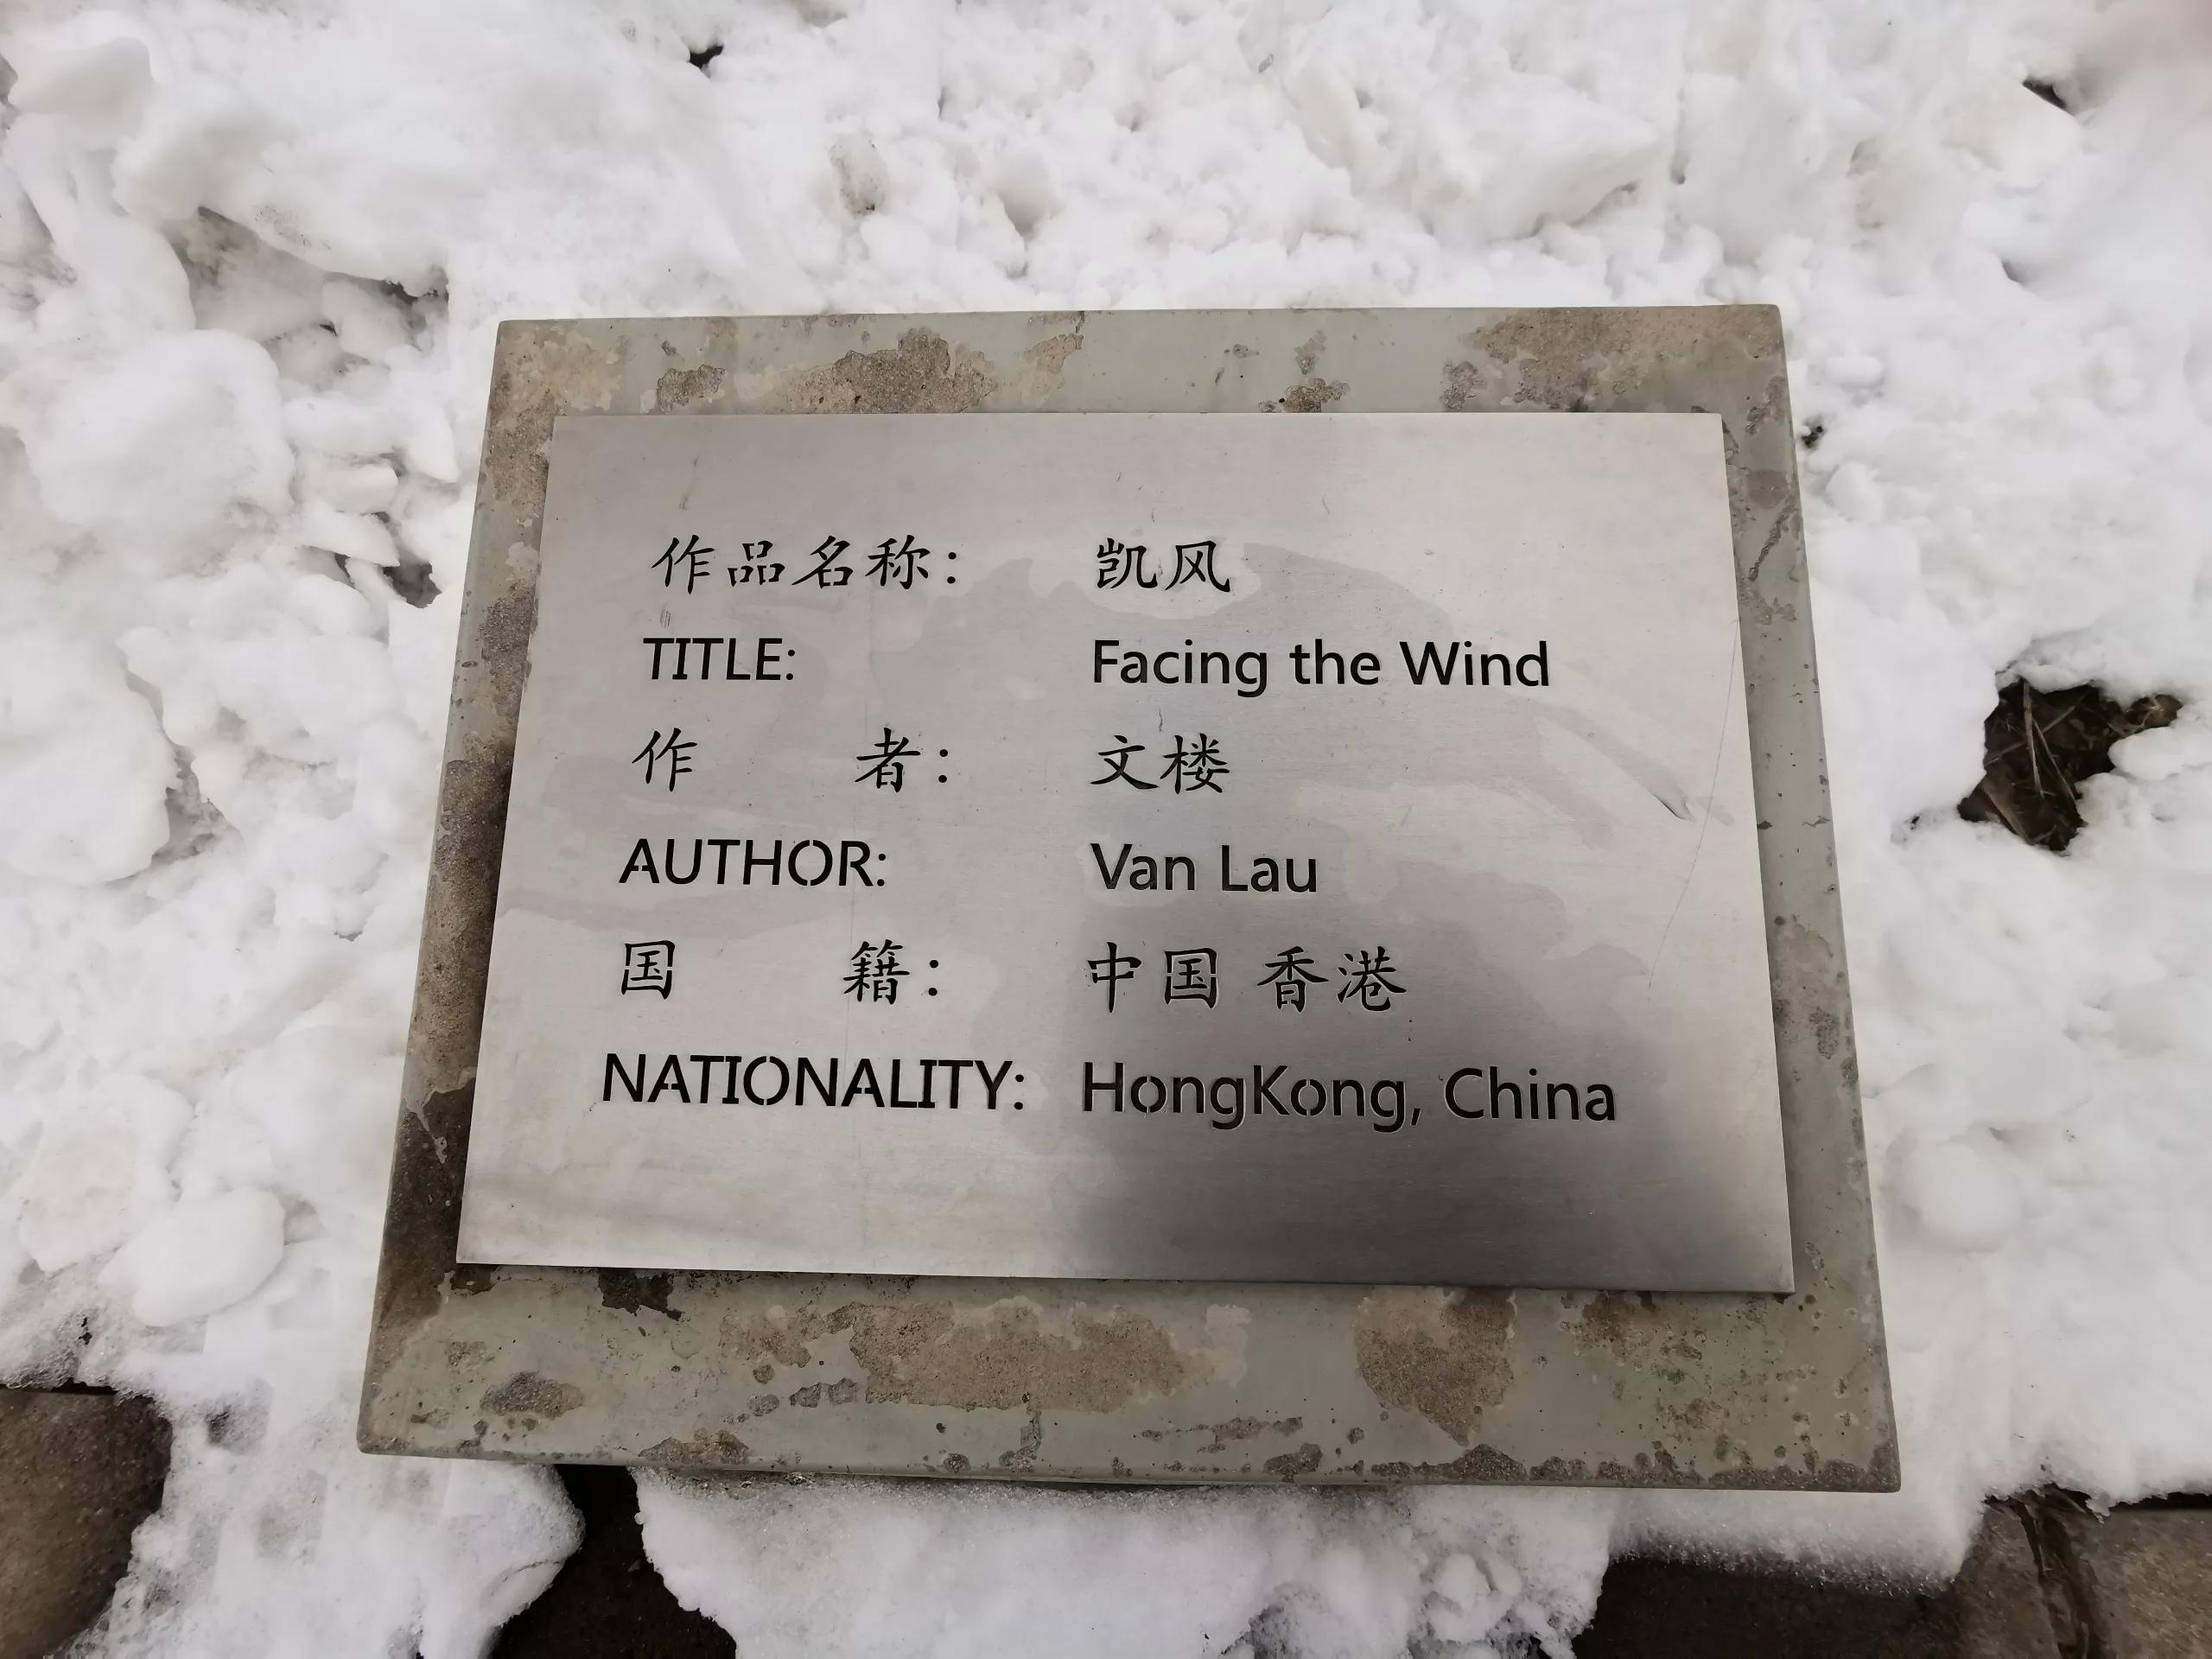 作品名称： 凯风
TITLE: Facing the Wind
作 者： 文楼
AUTHOR: Van Lau
国 籍： 中国 香港
NATIONALITY: HongKong, China